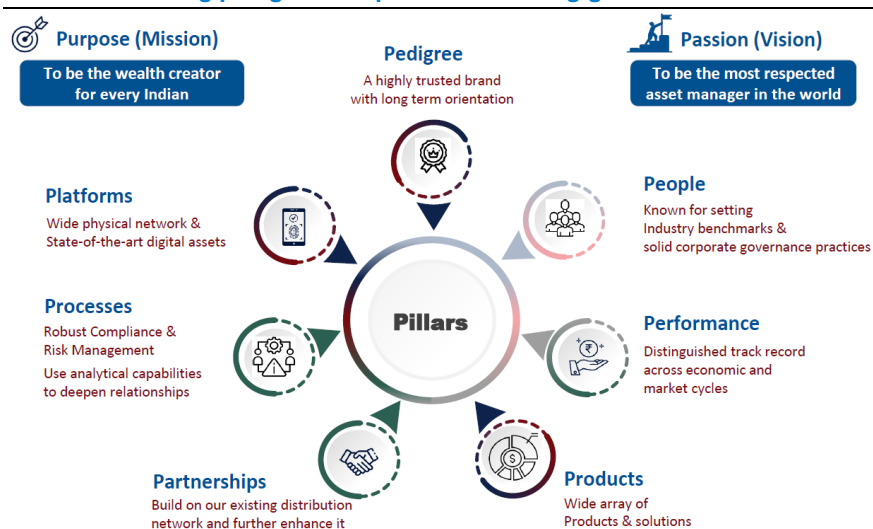 Purpose (Mission)
To be the wealth creator
for every Indian
Passion (Vision)
To be the most respected
asset manager in the world
Pedigree
A highly trusted brand
with long term orientation
People
Known for setting
Industry benchmarks &
solid corporate governance practices
Performance
Distinguished track record
across economic and
market cycles
Products
Wide array of
Products & solutions
Partnerships
Build on our existing distribution
network and further enhance it
Processes
Robust Compliance &
Risk Management
Use analytical capabilities
to deepen relationships
Platforms
Wide physical network &
State-of-the-art digital assets
Pillars
₹
$